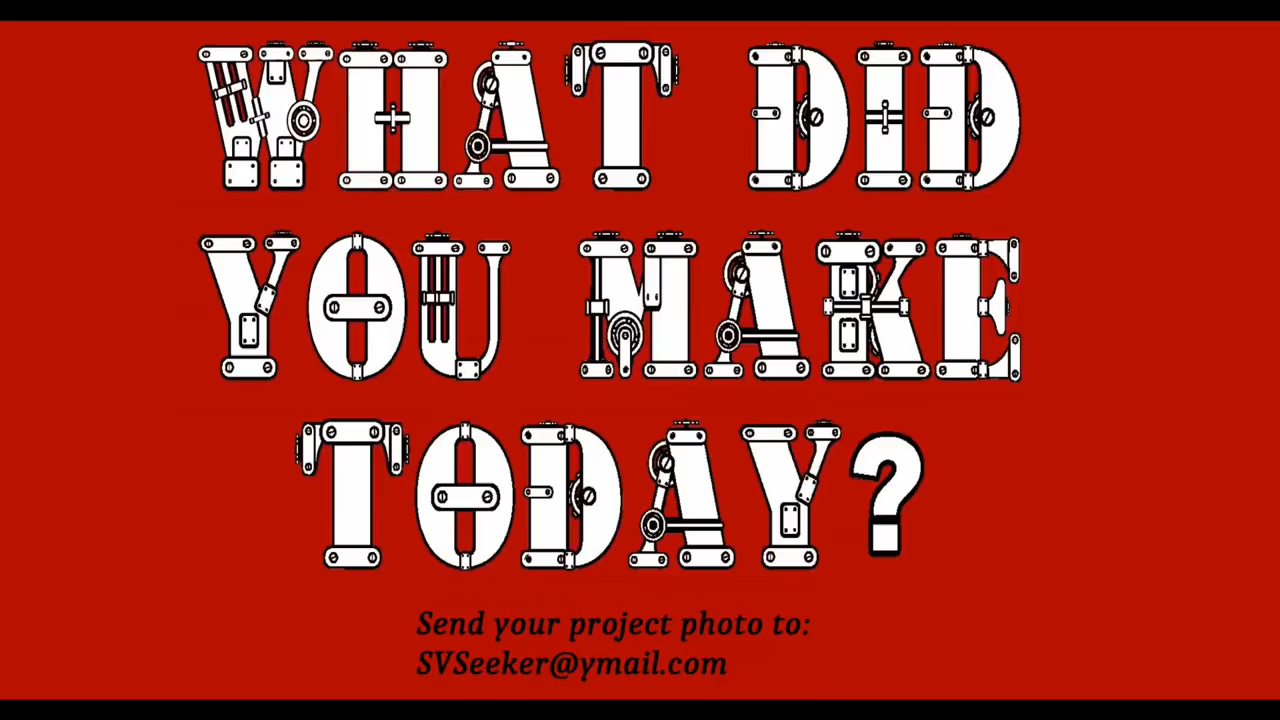 WHAT DID
YOU MAKE
TODAY?
Send your project photo to:
SVSeeker@ymail.com